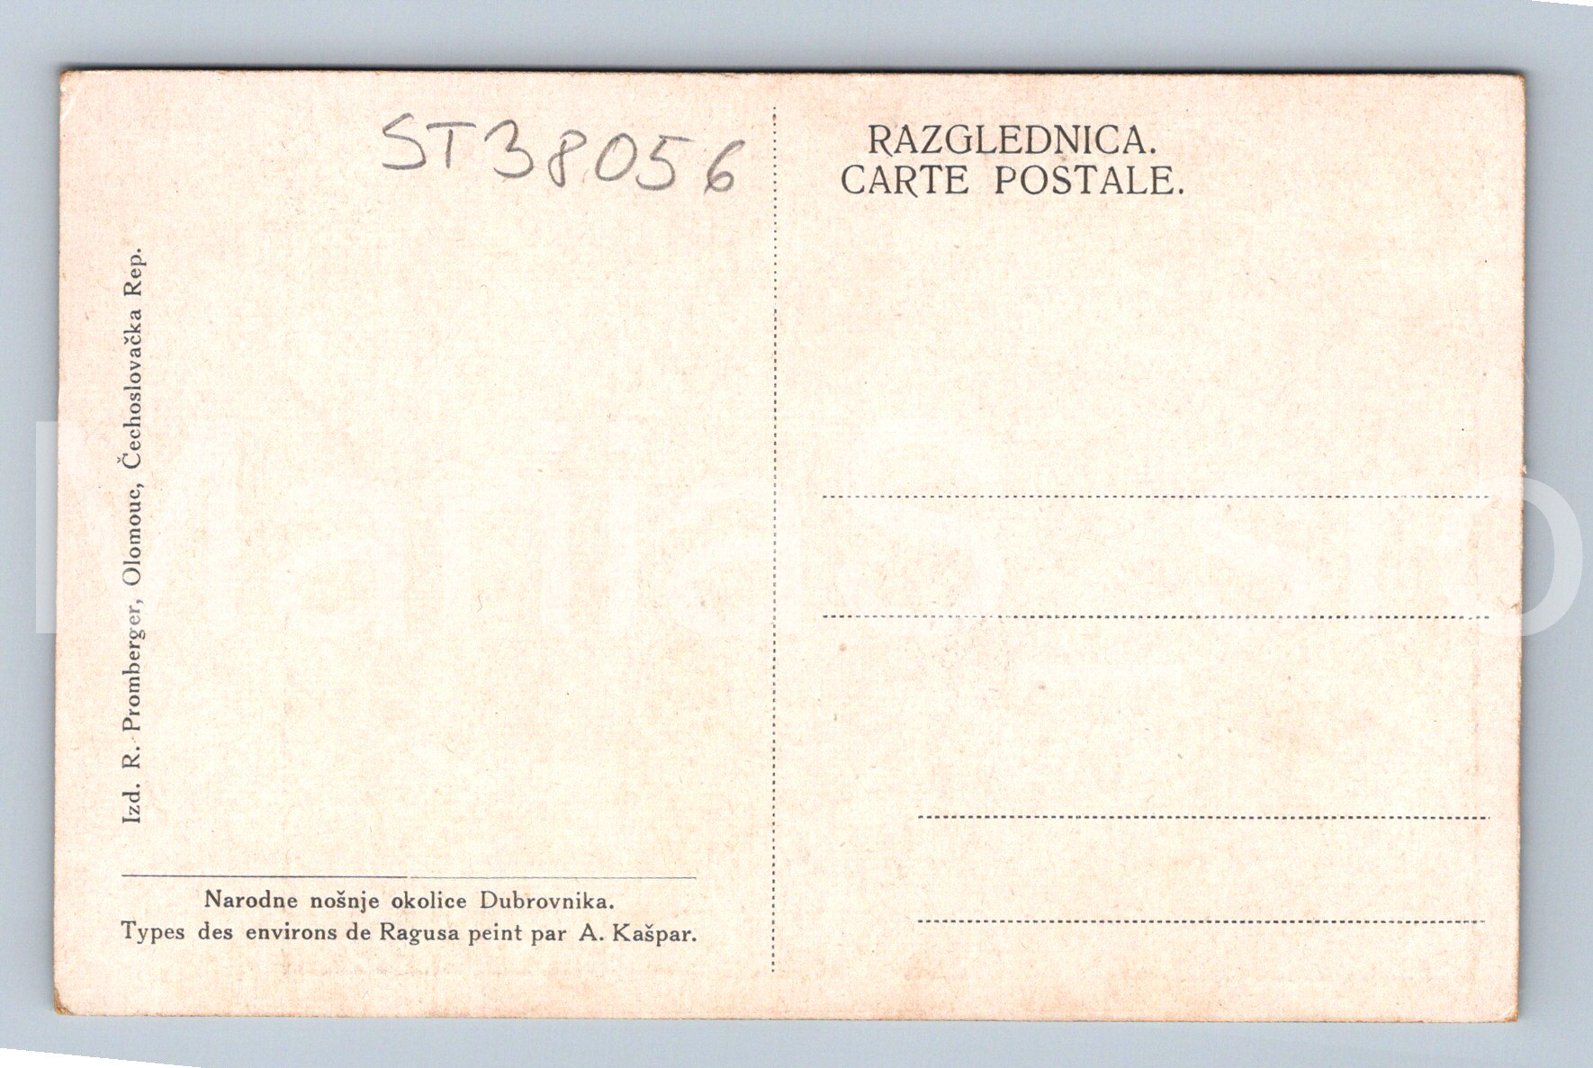 ST38056
RAZGLEDNICA.
CARTE POSTALE.
Izd. R. Promberger, Olomouc, Čechoslovačka Rep.
Narodne nošnje okolice Dubrovnika.
Types des environs de Ragusa peint par A. Kašpar.